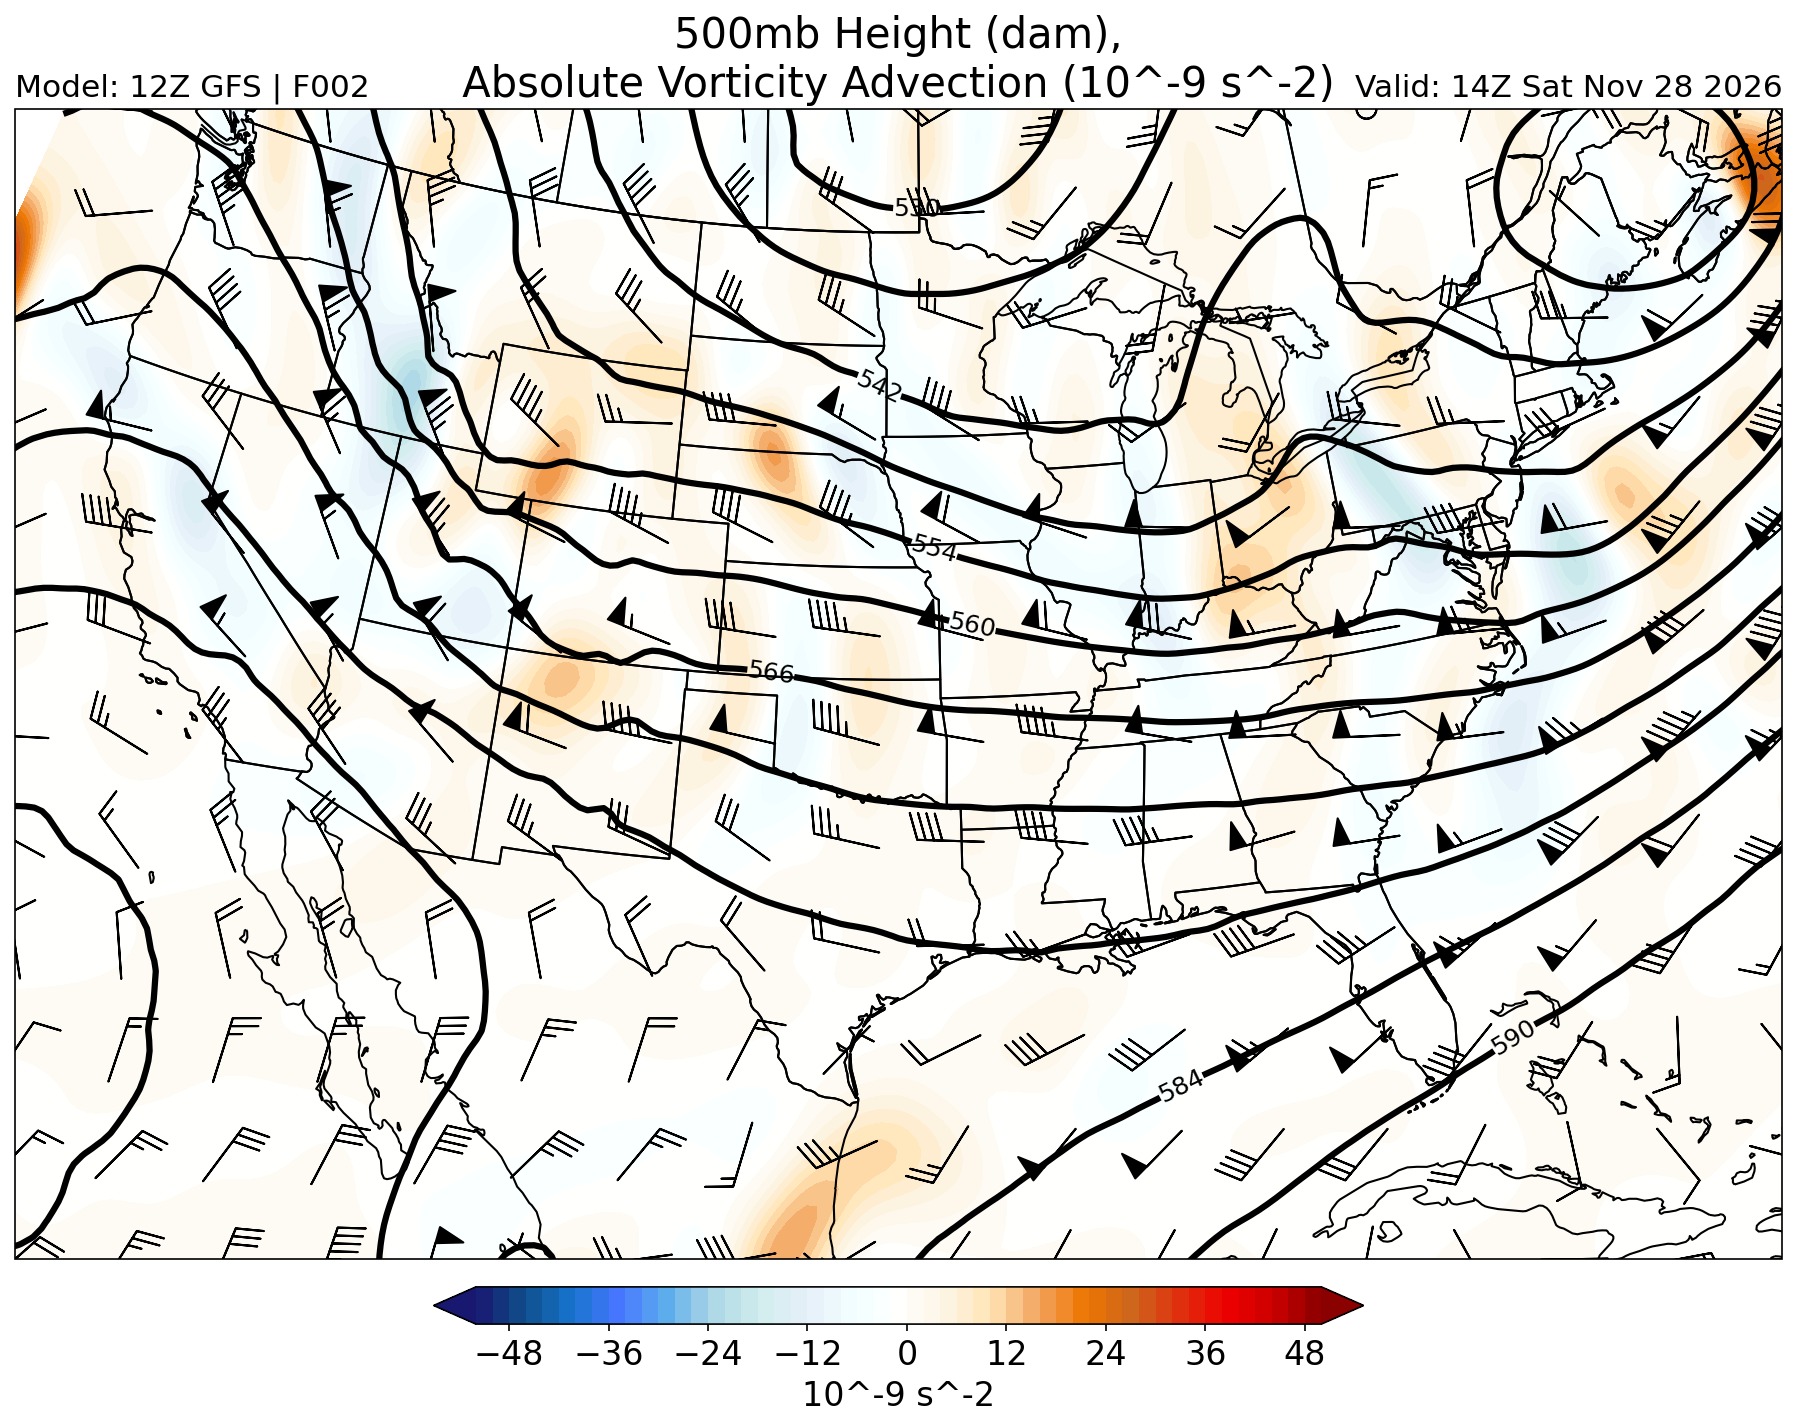 500mb Height (dam),
Model: 12Z GFS | F002
Absolute Vorticity Advection (10^-9 s^-2)
Valid: 14Z Sat Nov 28 2026
530
542
554
560
566
590
584
−48 −36 −24 −12 0 12 24 36 48
10^-9 s^-2